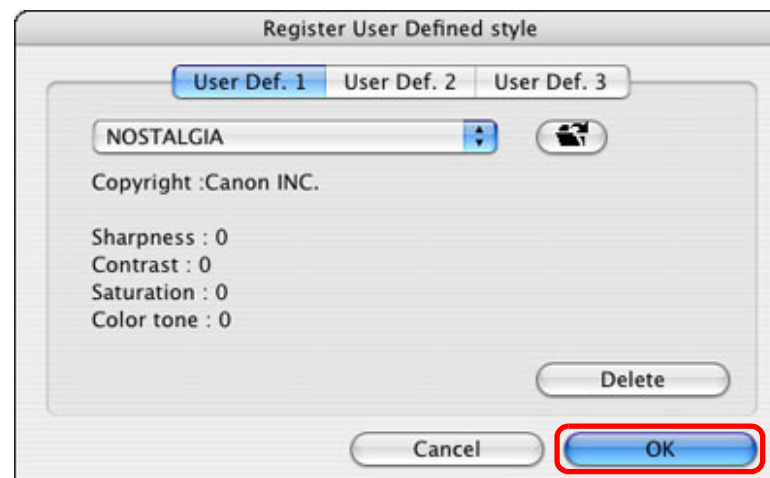 Register User Defined style
User Def. 1 User Def. 2 User Def. 3
NOSTALGIA
Copyright :Canon INC.
Sharpness : 0
Contrast : 0
Saturation : 0
Color tone : 0
Delete
Cancel OK